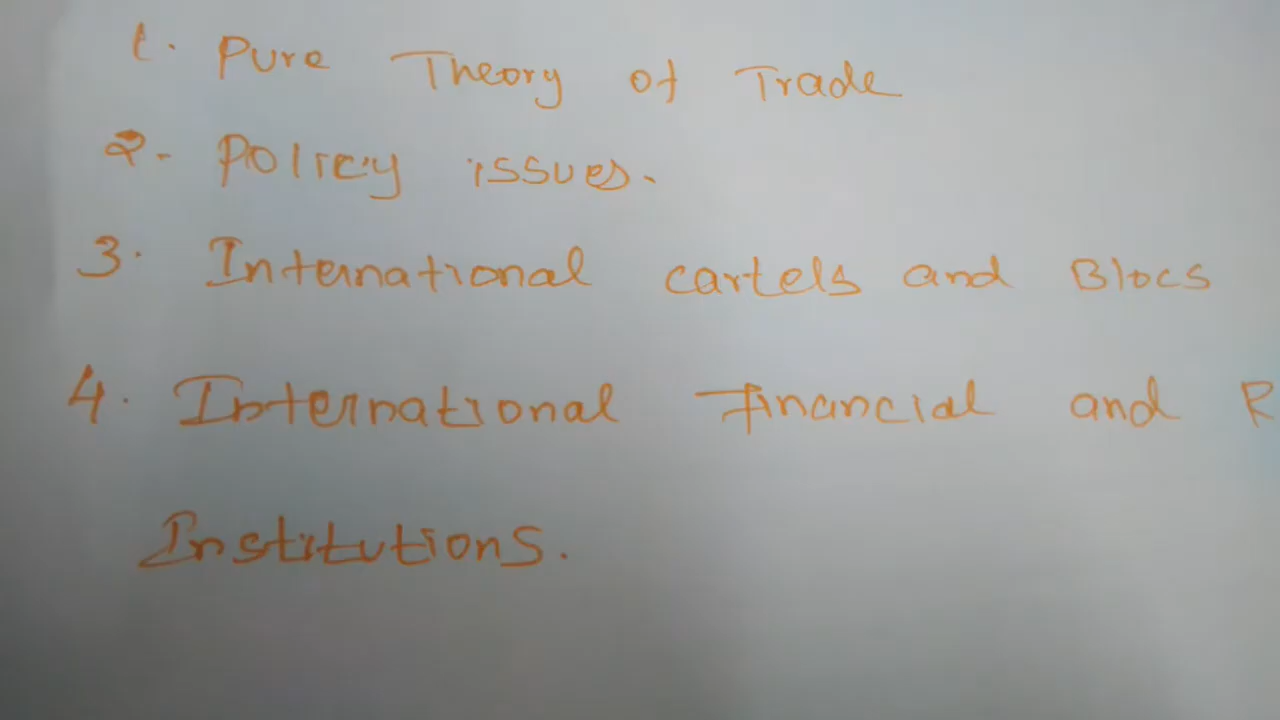 1. Pure Theory of Trade
2. Policy issues.
3. International cartels and Blocs
4. International Financial and R
Institutions.